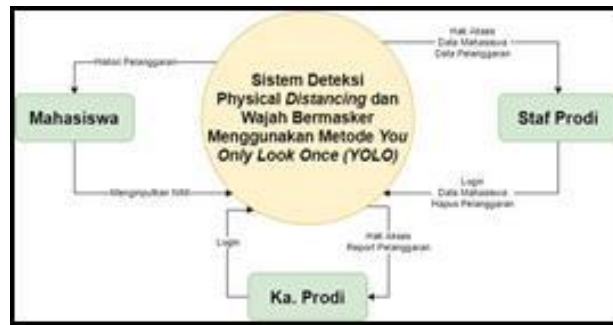 Hak Akses
Data Mahasiswa
Data Pelanggaran
Sistem Deteksi
Physical Distancing dan
Wajah Bermasker
Menggunakan Metode You
Only Look Once (YOLO)
Mahasiswa
Staf Prodi
Pelanggaran
Menginputkan NIM
Login
Data Mahasiswa
Hapus Pelanggaran
Login
Hak Akses
Report Pelanggaran
Ka. Prodi